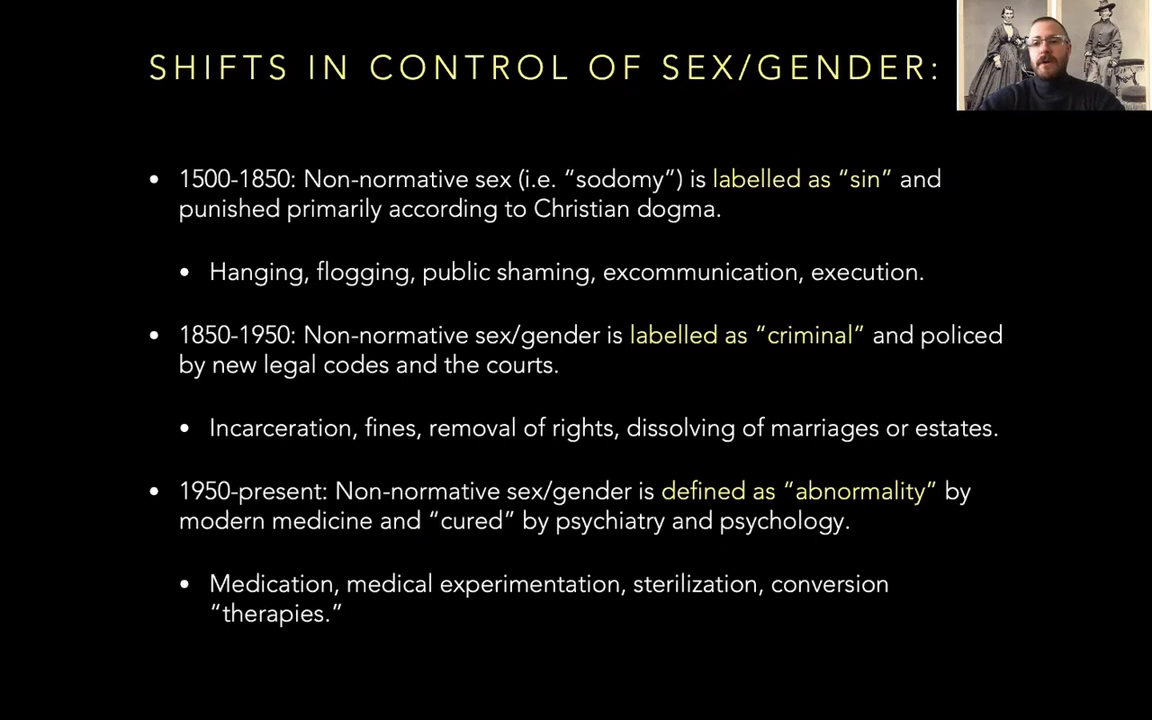 SHIFTS IN CONTROL OF SEX/GENDER:
• 1500-1850: Non-normative sex (i.e. “sodomy”) is labelled as “sin” and
punished primarily according to Christian dogma.
• Hanging, flogging, public shaming, excommunication, execution.
• 1850-1950: Non-normative sex/gender is labelled as “criminal” and policed
by new legal codes and the courts.
• Incarceration, fines, removal of rights, dissolving of marriages or estates.
• 1950-present: Non-normative sex/gender is defined as “abnormality” by
modern medicine and “cured” by psychiatry and psychology.
• Medication, medical experimentation, sterilization, conversion
“therapies.”